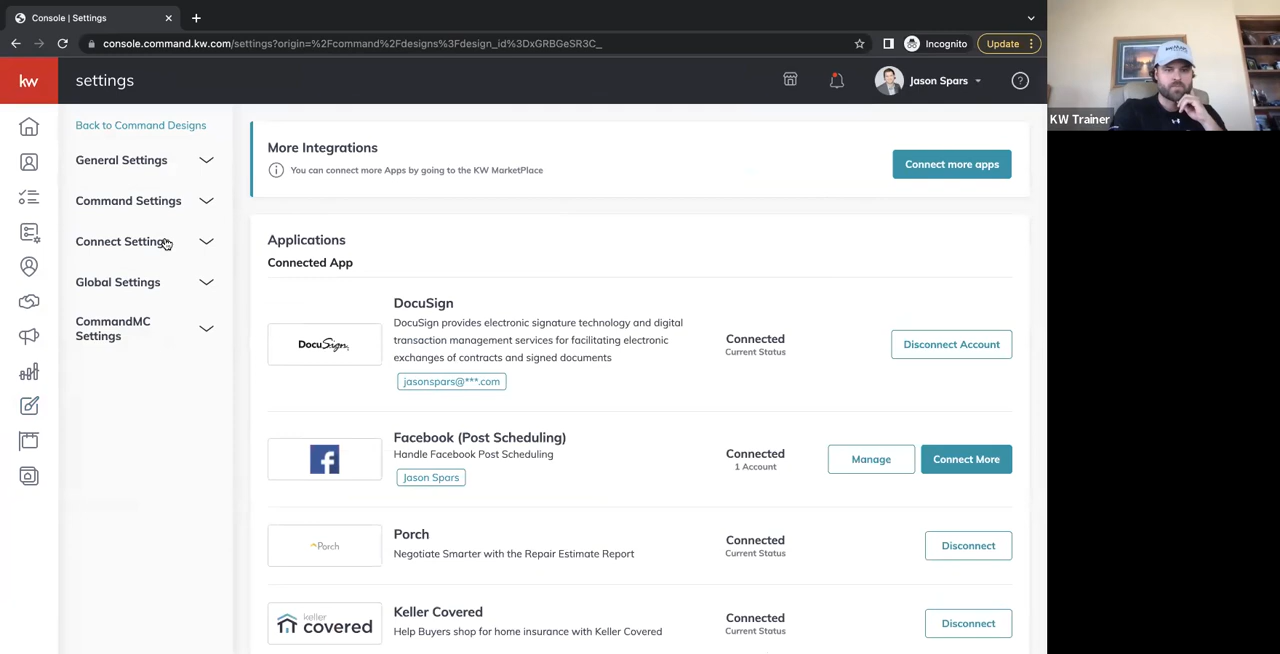 Console | Settings
console.command.kw.com/settings?origin=%2Fcommand%2Fdesigns%3Fdesign_id%3DxGRBGeSR3C_
Incognito
Update
kw
settings
Jason Spars
KW Trainer
Back to Command Designs
General Settings
Command Settings
Connect Settings
Global Settings
CommandMC
Settings
More Integrations
You can connect more Apps by going to the KW MarketPlace
Connect more apps
Applications
Connected App
DocuSign
DocuSign
DocuSign provides electronic signature technology and digital
transaction management services for facilitating electronic
exchanges of contracts and signed documents
jasonspars@***.com
Connected
Current Status
Disconnect Account
Facebook (Post Scheduling)
Handle Facebook Post Scheduling
Jason Spars
Connected
1 Account
Manage
Connect More
Porch
Porch
Negotiate Smarter with the Repair Estimate Report
Connected
Current Status
Disconnect
keller
covered
Keller Covered
Help Buyers shop for home insurance with Keller Covered
Connected
Current Status
Disconnect